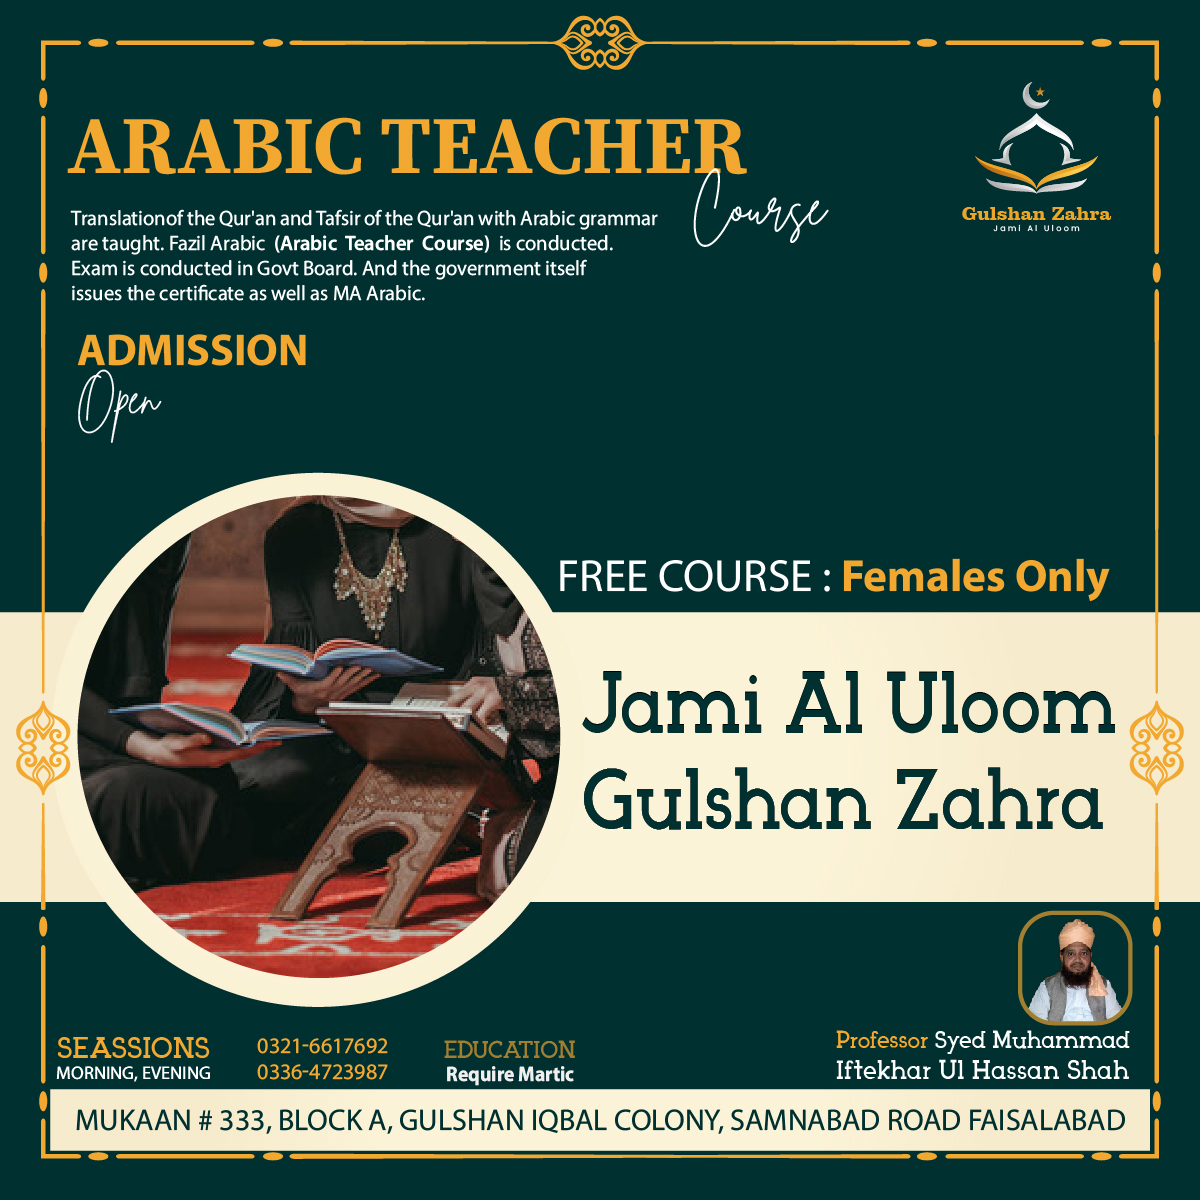 ARABIC TEACHER
Course
Gulshan Zahra
Jami Al Uloom
Translationof the Qur'an and Tafsir of the Qur'an with Arabic grammar
are taught. Fazil Arabic (Arabic Teacher Course) is conducted.
Exam is conducted in Govt Board. And the government itself
issues the certificate as well as MA Arabic.
ADMISSION
Open
FREE COURSE : Females Only
Jami Al Uloom
Gulshan Zahra
SEASSIONS
MORNING, EVENING
0321-6617692
0336-4723987
EDUCATION
Require Martic
Professor Syed Muhammad
Iftekhar Ul Hassan Shah
MUKAAN # 333, BLOCK A, GULSHAN IQBAL COLONY, SAMNABAD ROAD FAISALABAD